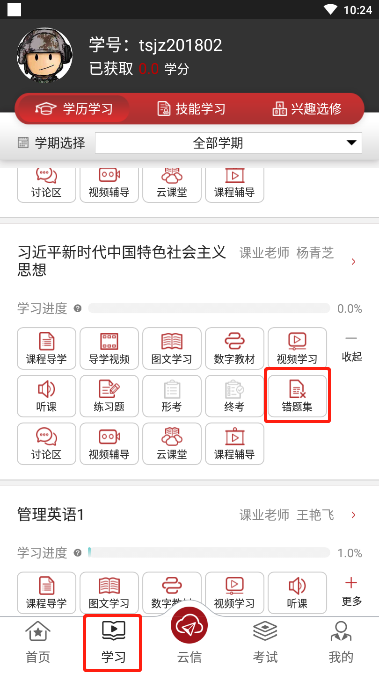 10:24
学号：tsjz201802
已获取 0.0 学分
学历学习 技能学习 兴趣选修
学期选择 全部学期
讨论区 视频辅导 云课堂 课程辅导
习近平新时代中国特色社会主义 课业老师 杨青芝
思想
学习进度 0.0%
课程导学 导学视频 图文学习 数字教材 视频学习 收起
听课 练习题 形考 终考 错题集
讨论区 视频辅导 云课堂 课程辅导
管理英语1 课业老师 王艳飞
学习进度 1.0%
课程导学 图文学习 数字教材 视频学习 听课 更多
首页 学习 云信 考试 我的